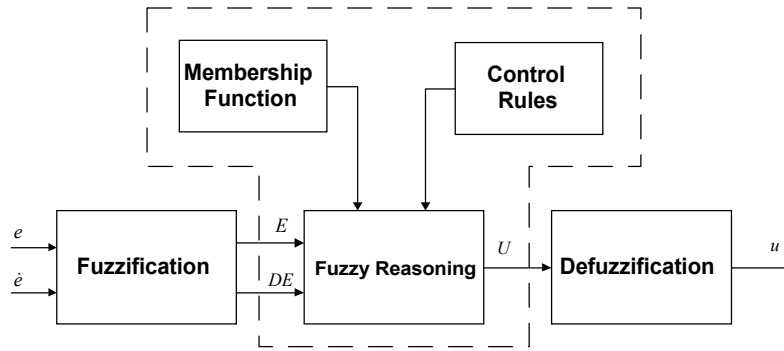 Membership
Function
Control
Rules
e
ė
Fuzzification
E
DE
Fuzzy Reasoning
U
Defuzzification
u